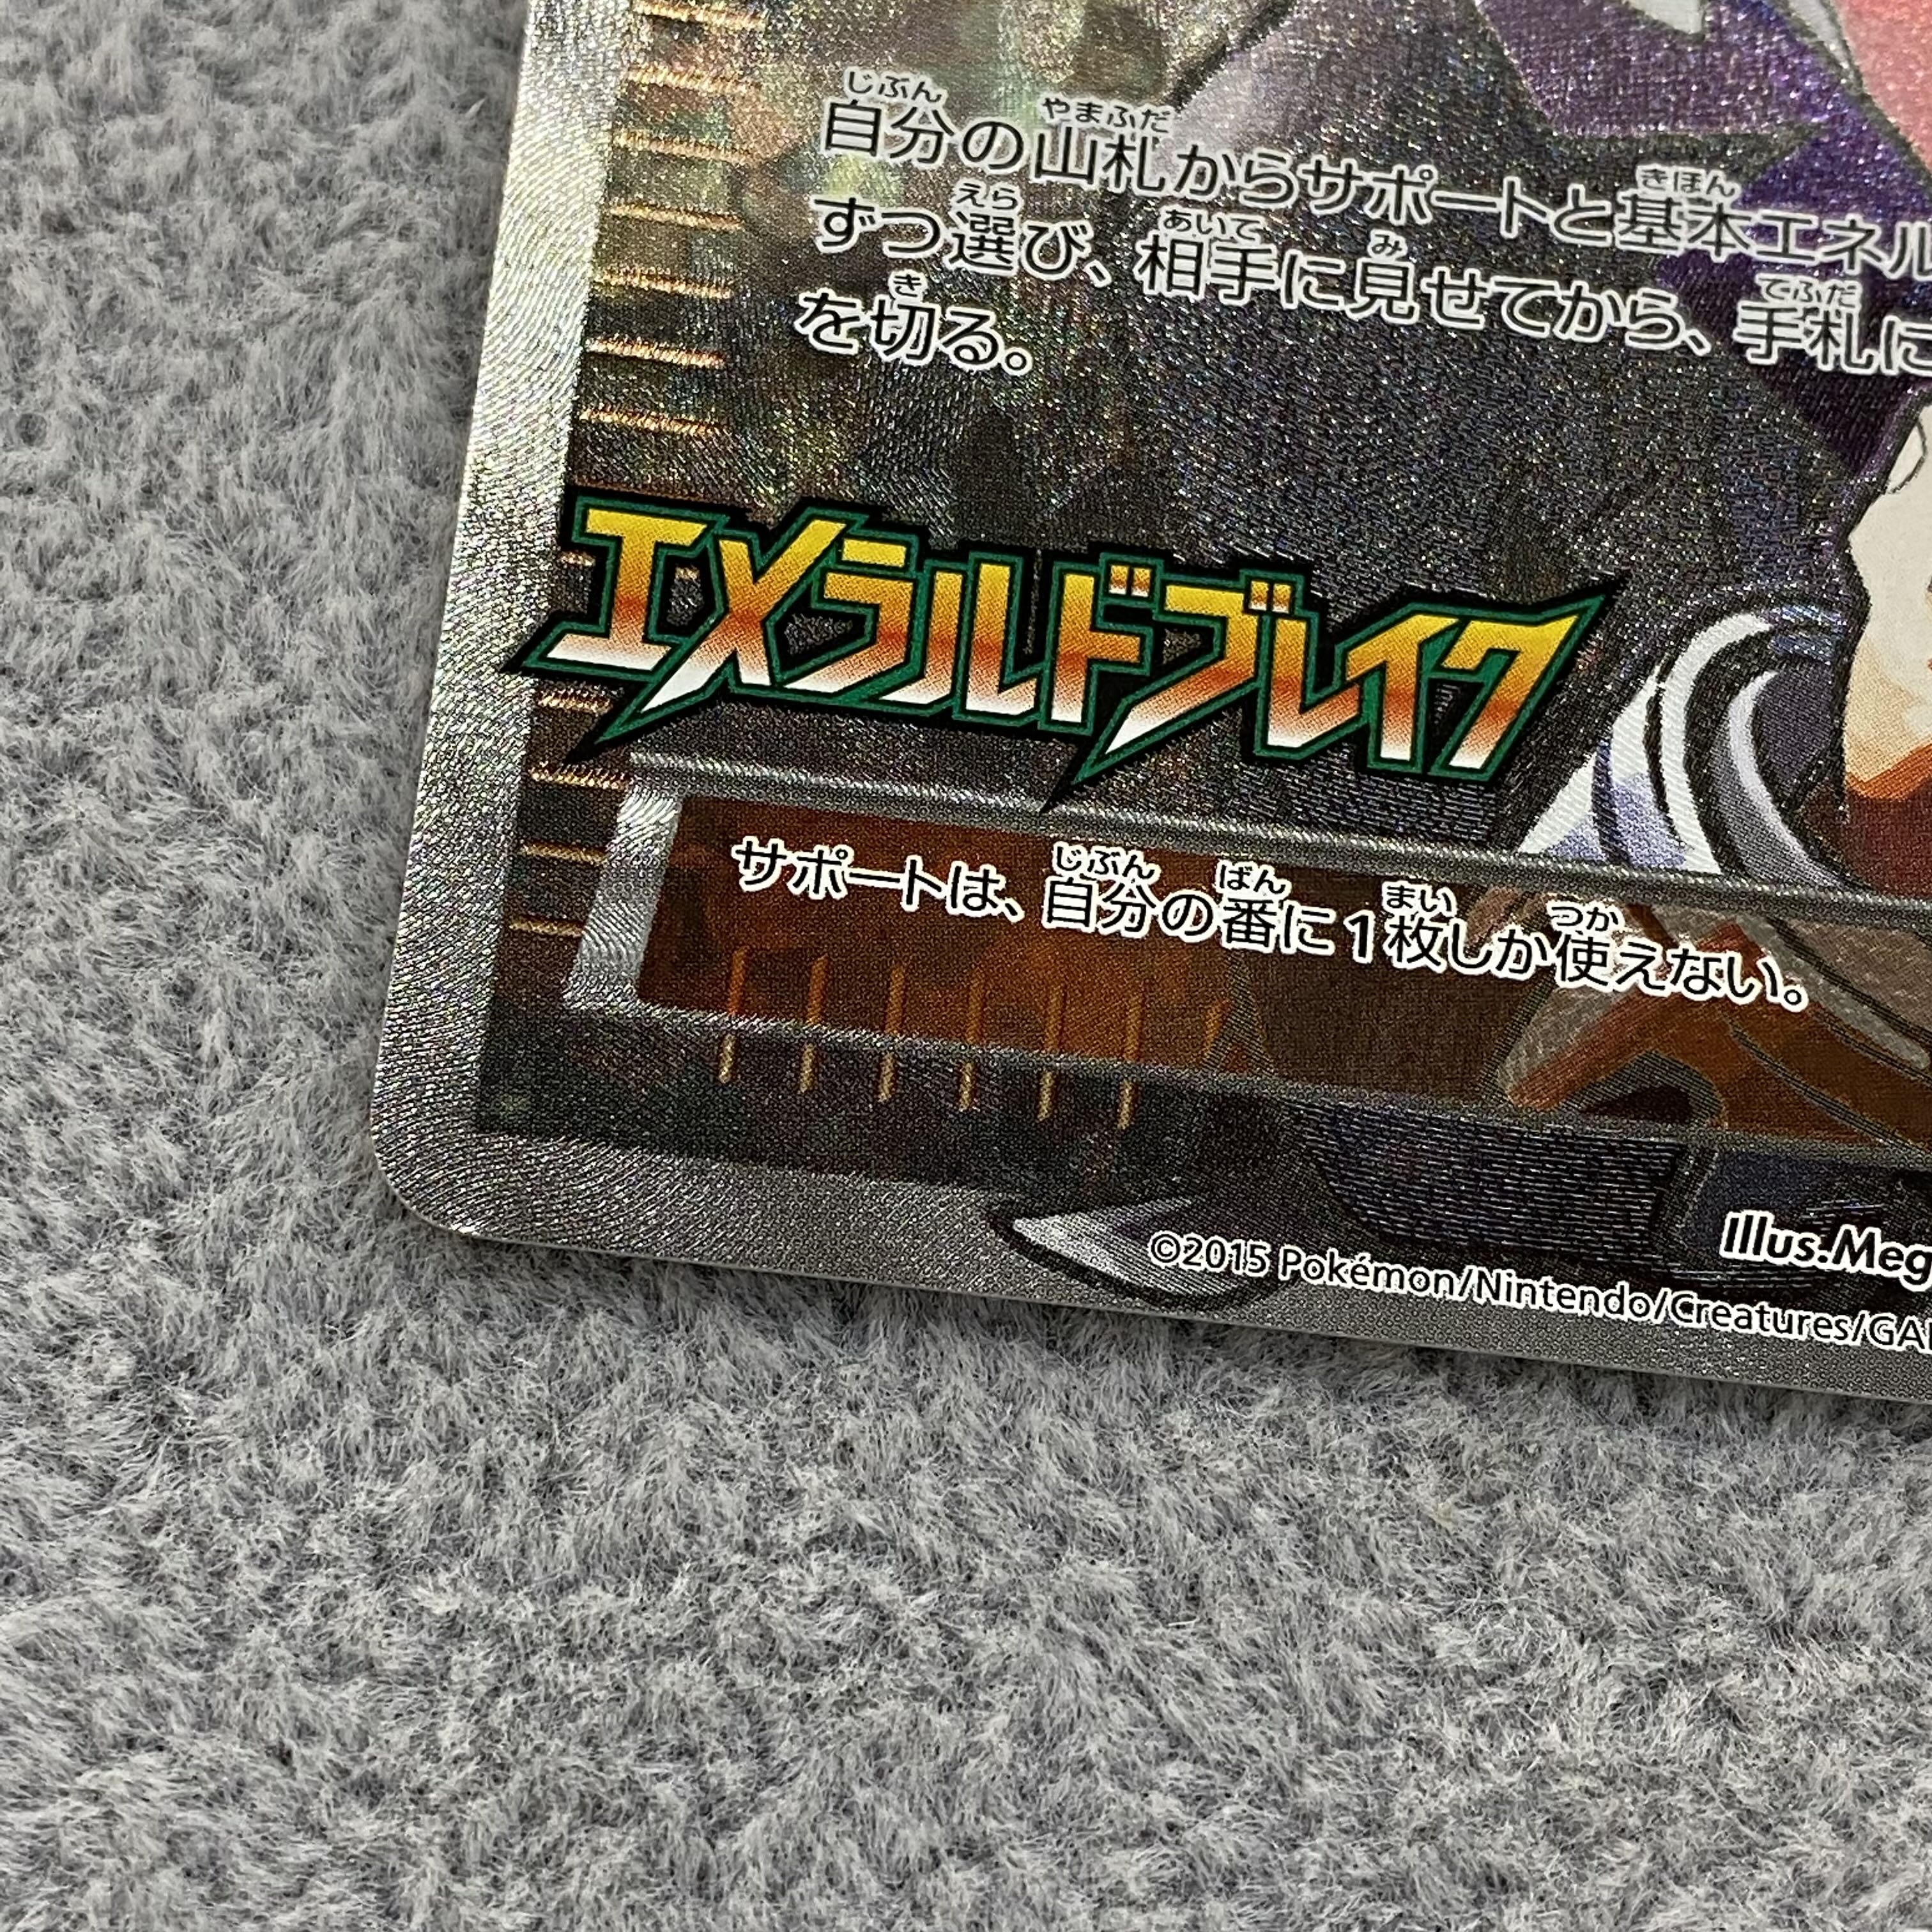 自分の山札からサポートと基本エネル
ずつ選び、相手に見せてから、手札に
を切る。
エメラルドブレイク
サポートは、自分の番に1枚しか使えない。
Illus.Meg
©2015 Pokémon/Nintendo/Creatures/GA